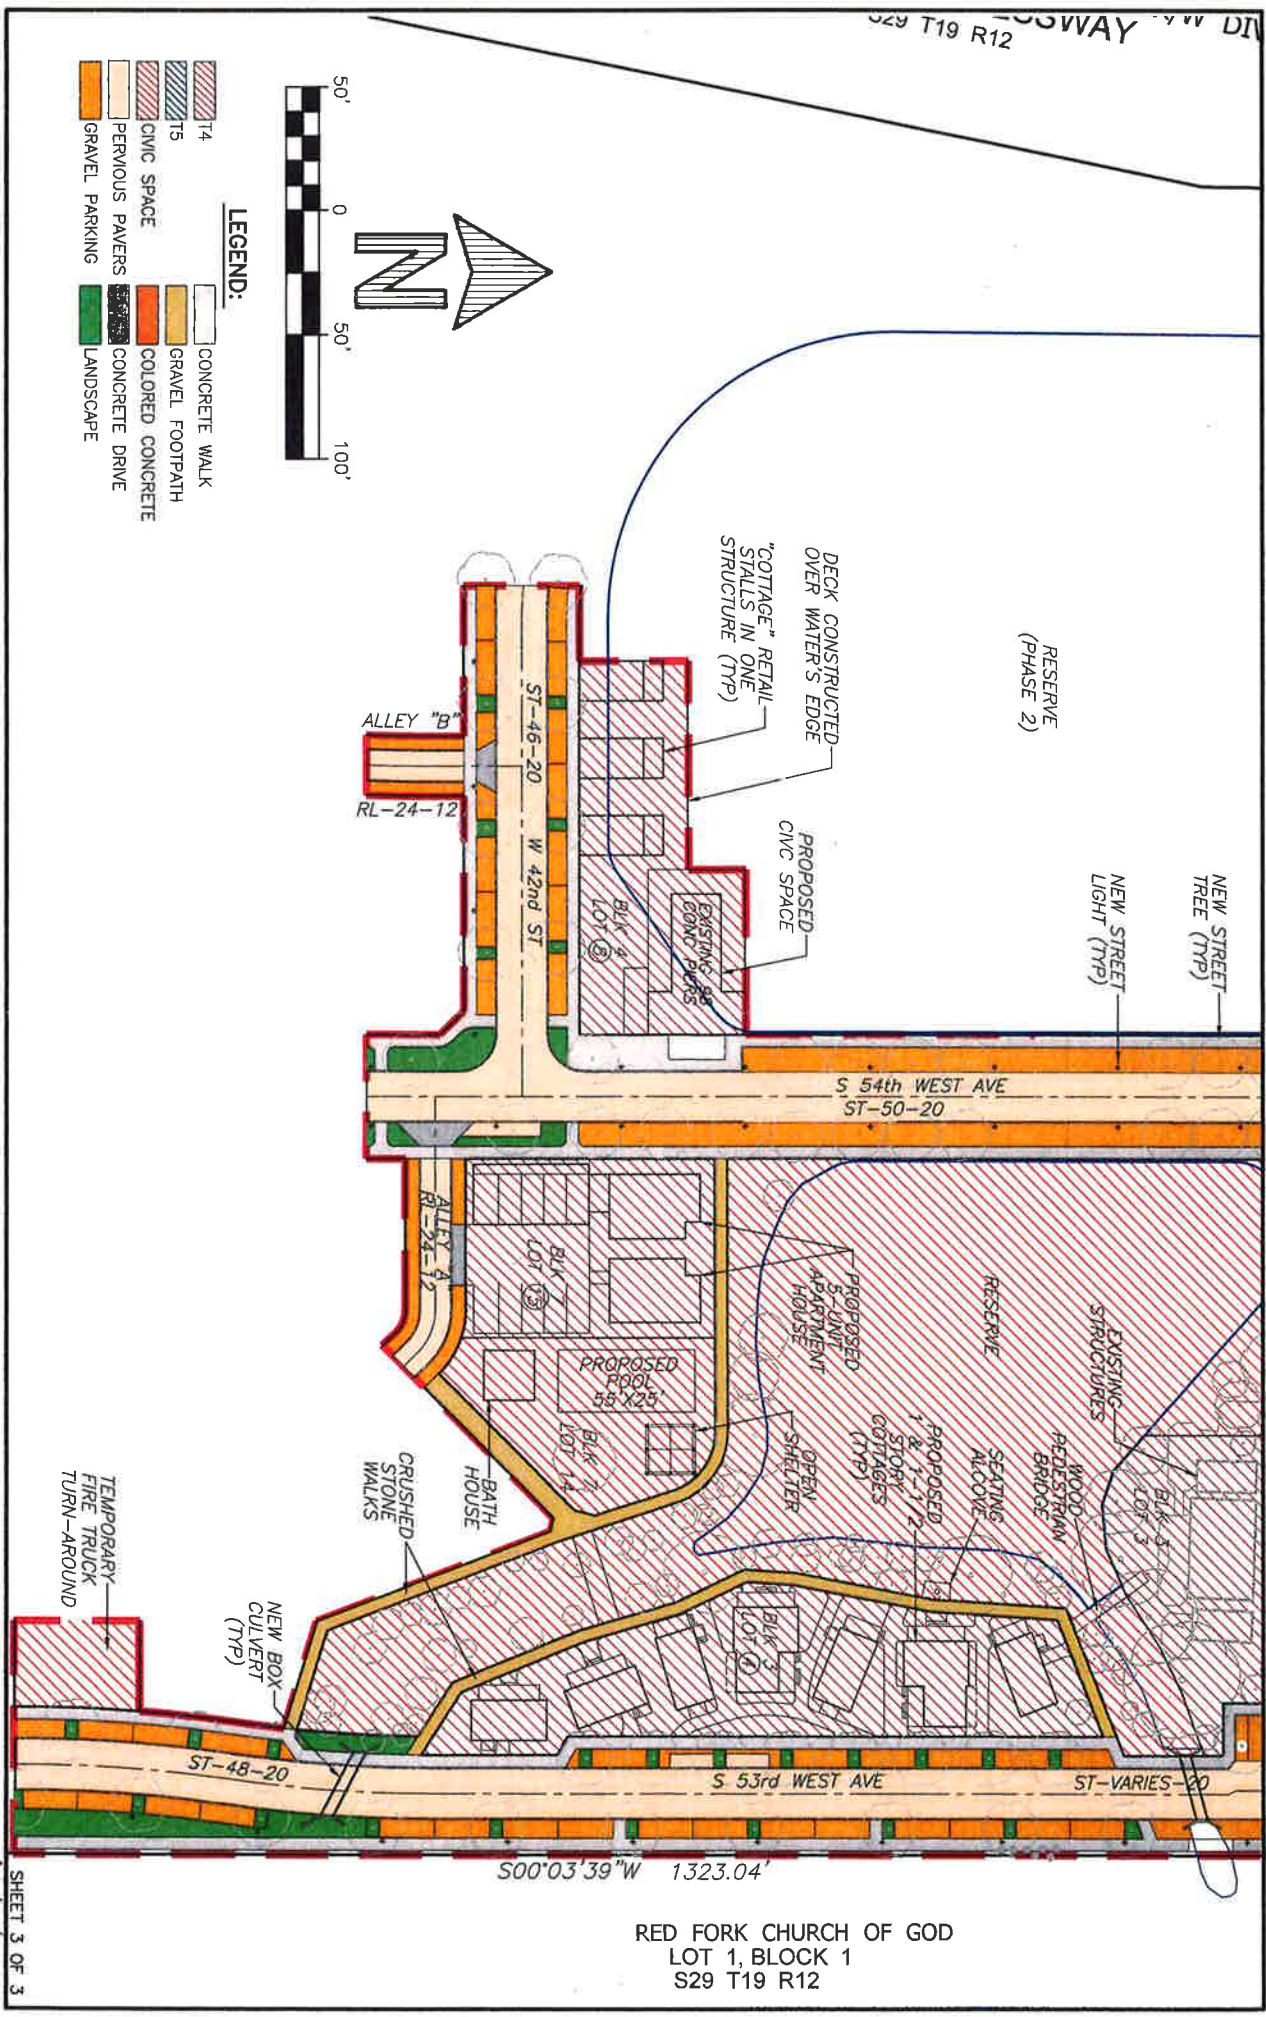 S29 T19 R12
R/W DIV
LEGEND:
T4
T5
CIVIC SPACE
PERVIOUS PAVERS
GRAVEL PARKING
CONCRETE WALK
GRAVEL FOOTPATH
COLORED CONCRETE
CONCRETE DRIVE
LANDSCAPE
50'
0
50'
100'
N
RESERVE
(PHASE 2)
DECK CONSTRUCTED
OVER WATER'S EDGE
"COTTAGE" RETAIL
STALLS IN ONE
STRUCTURE (TYP)
PROPOSED
CIVC SPACE
NEW STREET
TREE (TYP)
NEW STREET
LIGHT (TYP)
EXISTING 98
CONC PIERS
BLK 4
LOT 8
ST-46-20
W 42nd ST
ALLEY "B"
RL-24-12
S 54th WEST AVE
ST-50-20
ALLEY "A"
RL-24-12
BLK 7
LOT 13
PROPOSED
5-UNIT
APARTMENT
HOUSE
RESERVE
EXISTING
STRUCTURES
PROPOSED
POOL
55'X25'
BLK 7
LOT 14
OPEN
SHELTER
PROPOSED
1 & 1-1/2
STORY
COTTAGES
(TYP)
SEATING
ALCOVE
WOOD
PEDESTRIAN
BRIDGE
BLK 5
LOT 3
BATH
HOUSE
CRUSHED
STONE
WALKS
TEMPORARY
FIRE TRUCK
TURN-AROUND
NEW BOX
CULVERT
(TYP)
BLK 3
LOT 4
ST-48-20
S 53rd WEST AVE
ST-VARIES-20
S00°03'39"W 1323.04'
RED FORK CHURCH OF GOD
LOT 1, BLOCK 1
S29 T19 R12
SHEET 3 OF 3